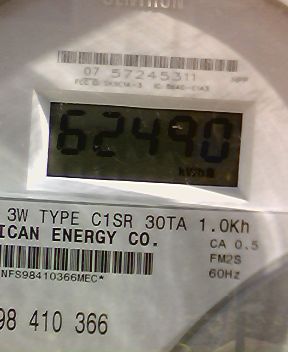 CENTRON
07 57245311
62490
kWhB
3W TYPE C1SR 30TA 1.0Kh
ICAN ENERGY CO.
CA 0.5
FM2S
60Hz
NFS98410366MEC*
98 410 366